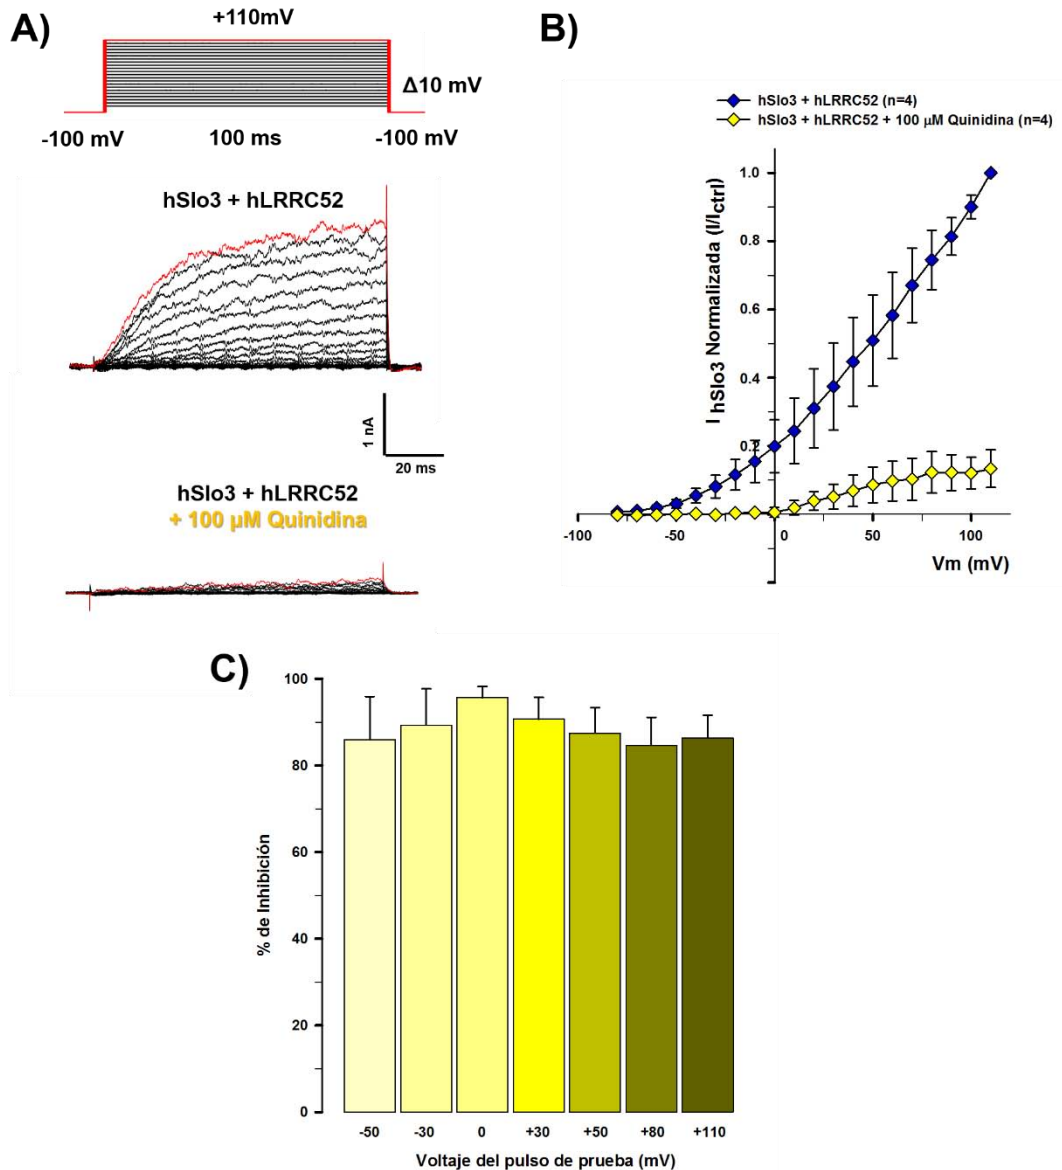 A)
+110mV
Δ10 mV
-100 mV
100 ms
-100 mV
hSlo3 + hLRRC52
1 nA
20 ms
hSlo3 + hLRRC52
+ 100 µM Quinidina
B)
hSlo3 + hLRRC52 (n=4)
hSlo3 + hLRRC52 + 100 µM Quinidina (n=4)
I hSlo3 Normalizada (I/Ictrl)
1.0
0.8
0.6
0.4
0.2
-100
-50
0
50
100
Vm (mV)
C)
% de Inhibición
100
80
60
40
20
0
-50
-30
0
+30
+50
+80
+110
Voltaje del pulso de prueba (mV)